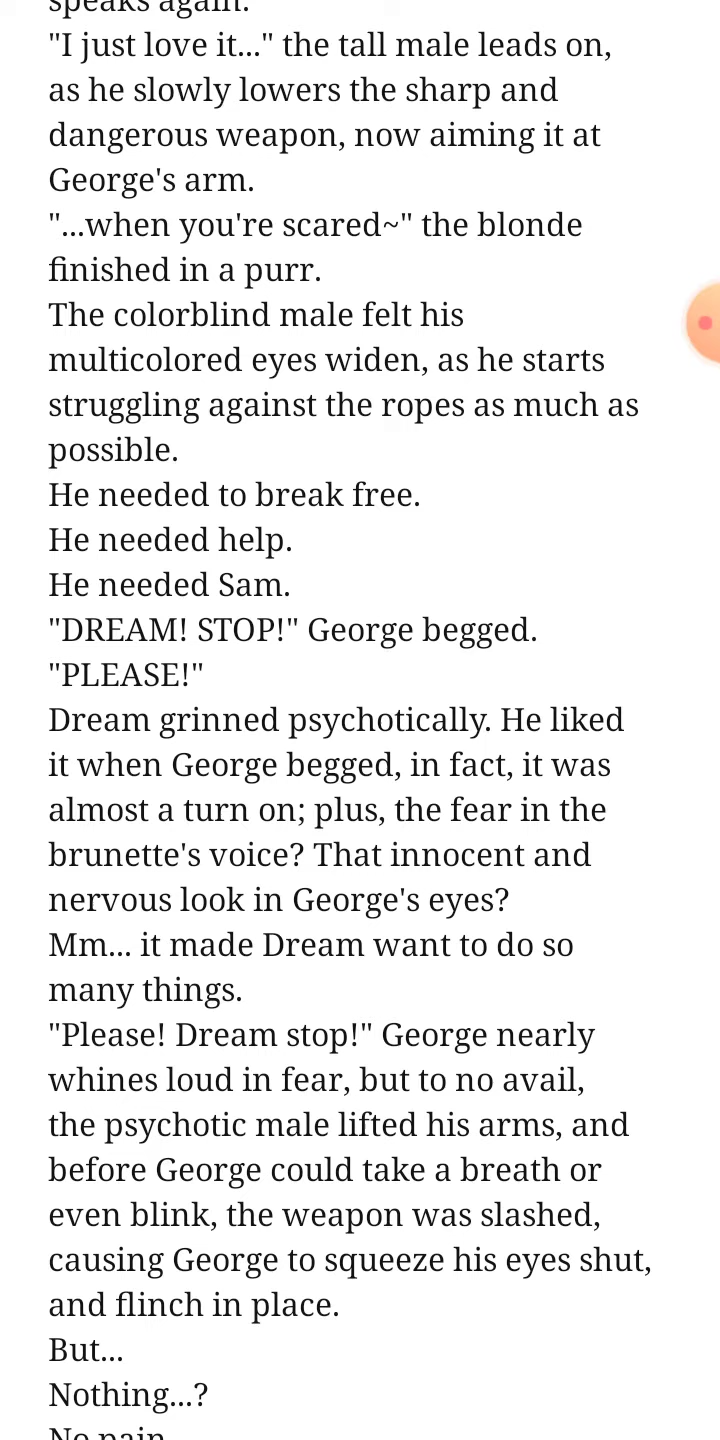 speaks again.
"I just love it..." the tall male leads on,
as he slowly lowers the sharp and
dangerous weapon, now aiming it at
George's arm.
"...when you're scared~" the blonde
finished in a purr.
The colorblind male felt his
multicolored eyes widen, as he starts
struggling against the ropes as much as
possible.
He needed to break free.
He needed help.
He needed Sam.
"DREAM! STOP!" George begged.
"PLEASE!"
Dream grinned psychotically. He liked
it when George begged, in fact, it was
almost a turn on; plus, the fear in the
brunette's voice? That innocent and
nervous look in George's eyes?
Mm... it made Dream want to do so
many things.
"Please! Dream stop!" George nearly
whines loud in fear, but to no avail,
the psychotic male lifted his arms, and
before George could take a breath or
even blink, the weapon was slashed,
causing George to squeeze his eyes shut,
and flinch in place.
But...
Nothing...?
No pain